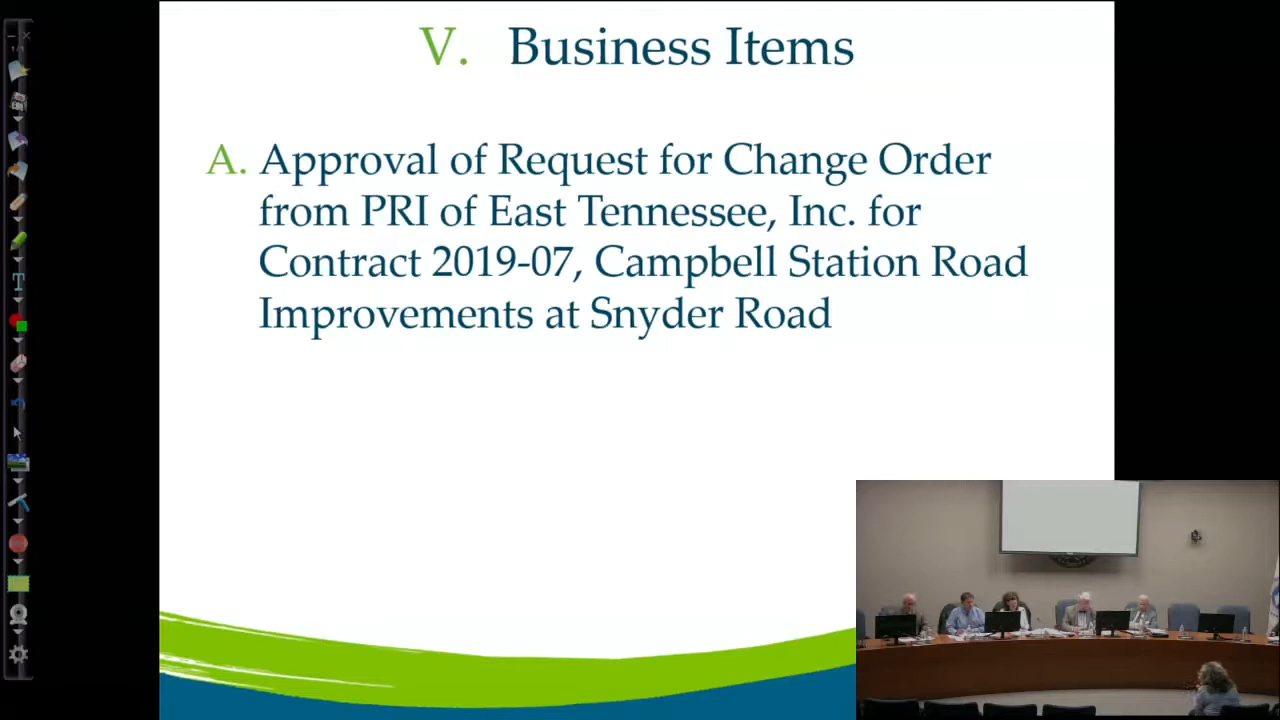 V. Business Items
A. Approval of Request for Change Order
from PRI of East Tennessee, Inc. for
Contract 2019-07, Campbell Station Road
Improvements at Snyder Road